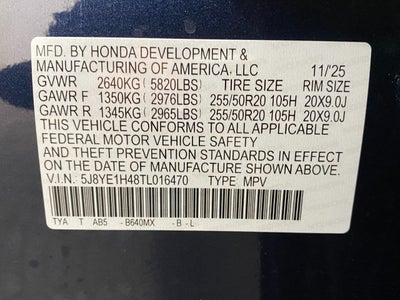 MFD. BY HONDA DEVELOPMENT &
MANUFACTURING OF AMERICA, LLC 11/'25
GVWR 2640KG (5820LBS) TIRE SIZE RIM SIZE
GAWR F 1350KG (2976LBS) 255/50R20 105H 20X9.0J
GAWR R 1345KG (2965LBS) 255/50R20 105H 20X9.0J
THIS VEHICLE CONFORMS TO ALL APPLICABLE
FEDERAL MOTOR VEHICLE SAFETY
AND THEFT PREVENTION STANDARDS IN EFFECT ON THE
DATE OF MANUFACTURE SHOWN ABOVE.
V.I.N. 5J8YE1H48TL016470 TYPE MPV
TYA T AB5 - B640MX - B - L